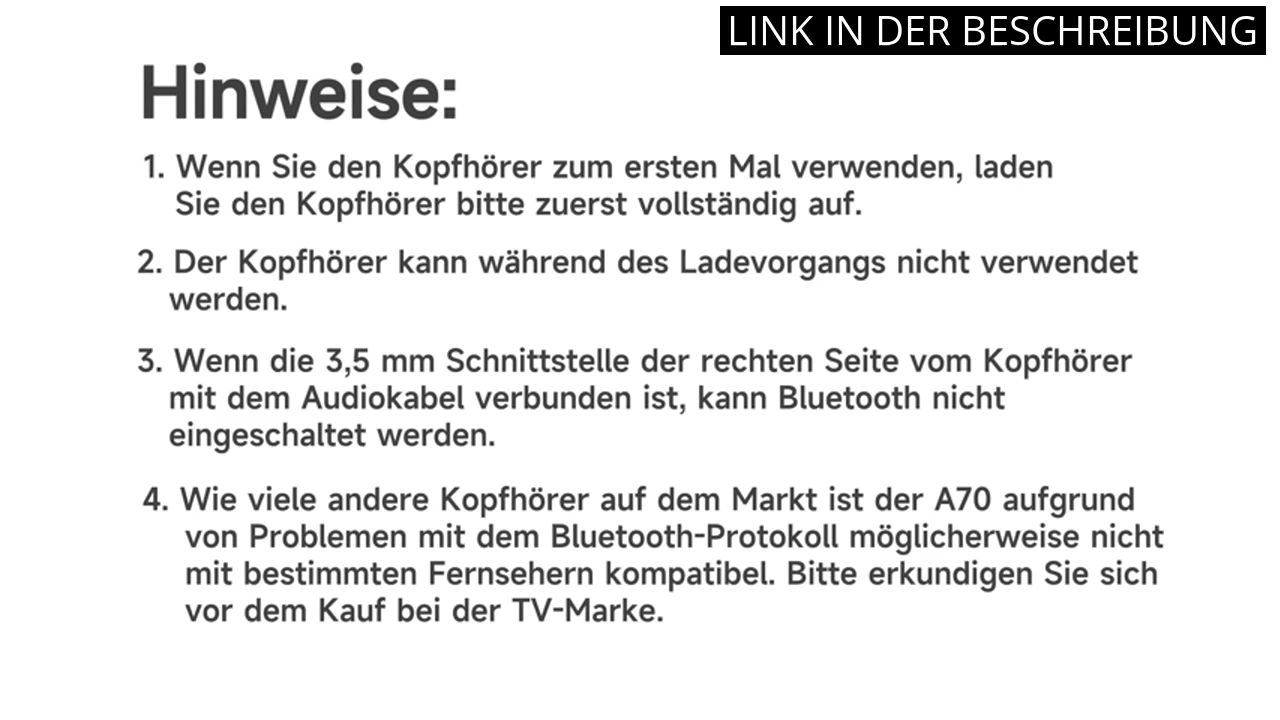 LINK IN DER BESCHREIBUNG
Hinweise:
1. Wenn Sie den Kopfhörer zum ersten Mal verwenden, laden
Sie den Kopfhörer bitte zuerst vollständig auf.
2. Der Kopfhörer kann während des Ladevorgangs nicht verwendet
werden.
3. Wenn die 3,5 mm Schnittstelle der rechten Seite vom Kopfhörer
mit dem Audiokabel verbunden ist, kann Bluetooth nicht
eingeschaltet werden.
4. Wie viele andere Kopfhörer auf dem Markt ist der A70 aufgrund
von Problemen mit dem Bluetooth-Protokoll möglicherweise nicht
mit bestimmten Fernsehern kompatibel. Bitte erkundigen Sie sich
vor dem Kauf bei der TV-Marke.